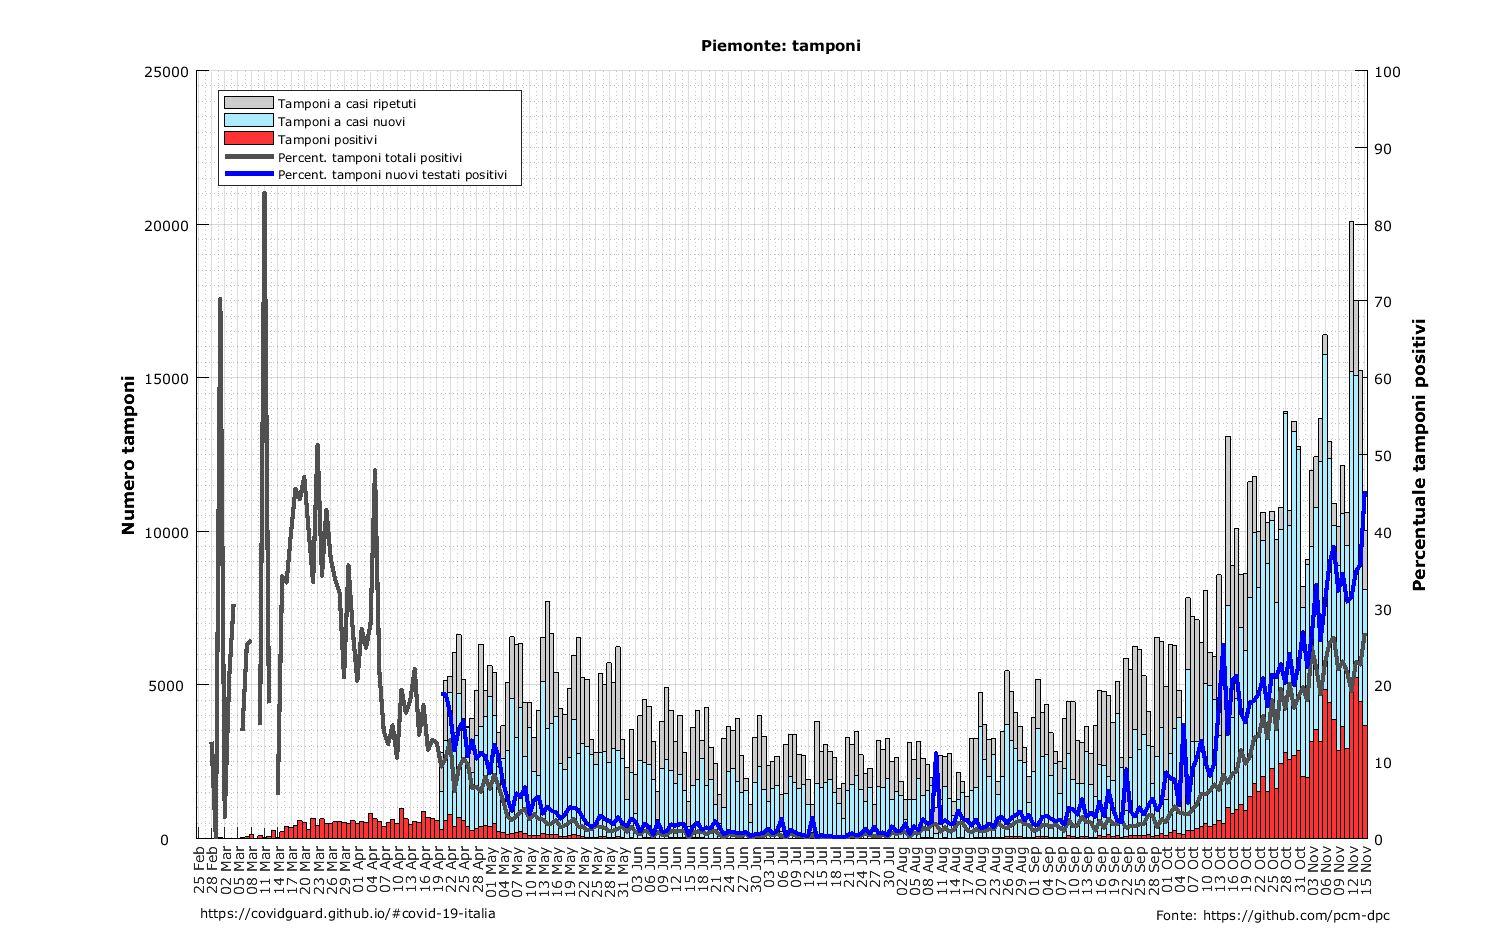 Piemonte: tamponi
25000
20000
15000
10000
5000
0
Numero tamponi
Tamponi a casi ripetuti
Tamponi a casi nuovi
Tamponi positivi
Percent. tamponi totali positivi
Percent. tamponi nuovi testati positivi
100
90
80
70
60
50
40
30
20
10
0
Percentuale tamponi positivi
25 Feb
28 Feb
02 Mar
05 Mar
08 Mar
11 Mar
14 Mar
17 Mar
20 Mar
23 Mar
26 Mar
29 Mar
01 Apr
04 Apr
07 Apr
10 Apr
13 Apr
16 Apr
19 Apr
22 Apr
25 Apr
28 Apr
01 May
04 May
07 May
10 May
13 May
16 May
19 May
22 May
25 May
28 May
31 May
03 Jun
06 Jun
09 Jun
12 Jun
15 Jun
18 Jun
21 Jun
24 Jun
27 Jun
30 Jun
03 Jul
06 Jul
09 Jul
12 Jul
15 Jul
18 Jul
21 Jul
24 Jul
27 Jul
30 Jul
02 Aug
05 Aug
08 Aug
11 Aug
14 Aug
17 Aug
20 Aug
23 Aug
26 Aug
29 Aug
01 Sep
04 Sep
07 Sep
10 Sep
13 Sep
16 Sep
19 Sep
22 Sep
25 Sep
28 Sep
01 Oct
04 Oct
07 Oct
10 Oct
13 Oct
16 Oct
19 Oct
22 Oct
25 Oct
28 Oct
31 Oct
03 Nov
06 Nov
09 Nov
12 Nov
15 Nov
https://covidguard.github.io/#covid-19-italia
Fonte: https://github.com/pcm-dpc